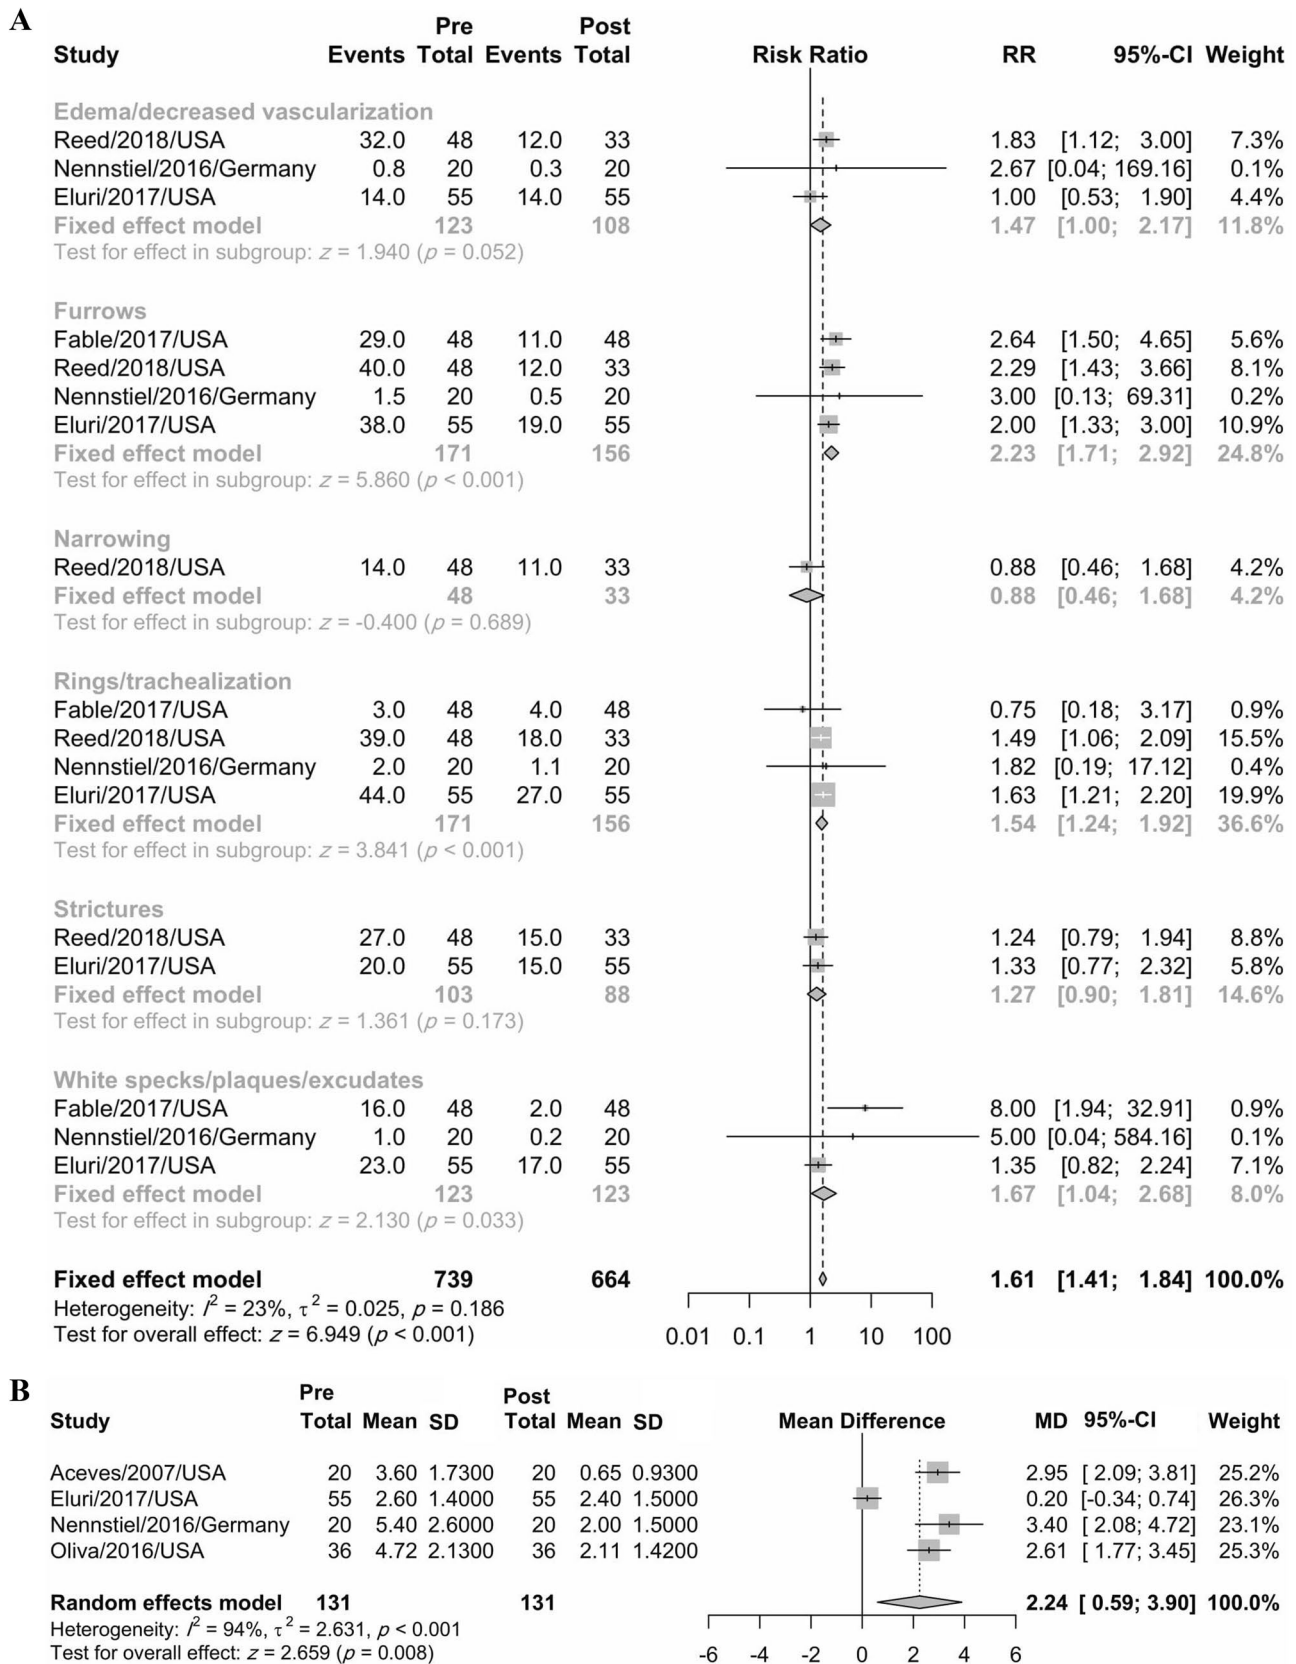 A
Pre Post
Study Events Total Events Total Risk Ratio RR 95%-CI Weight
Edema/decreased vascularization
Reed/2018/USA 32.0 48 12.0 33 1.83 [1.12; 3.00] 7.3%
Nennstiel/2016/Germany 0.8 20 0.3 20 2.67 [0.04; 169.16] 0.1%
Eluri/2017/USA 14.0 55 14.0 55 1.00 [0.53; 1.90] 4.4%
Fixed effect model 123 108 1.47 [1.00; 2.17] 11.8%
Test for effect in subgroup: z = 1.940 (p = 0.052)
Furrows
Fable/2017/USA 29.0 48 11.0 48 2.64 [1.50; 4.65] 5.6%
Reed/2018/USA 40.0 48 12.0 33 2.29 [1.43; 3.66] 8.1%
Nennstiel/2016/Germany 1.5 20 0.5 20 3.00 [0.13; 69.31] 0.2%
Eluri/2017/USA 38.0 55 19.0 55 2.00 [1.33; 3.00] 10.9%
Fixed effect model 171 156 2.23 [1.71; 2.92] 24.8%
Test for effect in subgroup: z = 5.860 (p < 0.001)
Narrowing
Reed/2018/USA 14.0 48 11.0 33 0.88 [0.46; 1.68] 4.2%
Fixed effect model 48 33 0.88 [0.46; 1.68] 4.2%
Test for effect in subgroup: z = -0.400 (p = 0.689)
Rings/trachealization
Fable/2017/USA 3.0 48 4.0 48 0.75 [0.18; 3.17] 0.9%
Reed/2018/USA 39.0 48 18.0 33 1.49 [1.06; 2.09] 15.5%
Nennstiel/2016/Germany 2.0 20 1.1 20 1.82 [0.19; 17.12] 0.4%
Eluri/2017/USA 44.0 55 27.0 55 1.63 [1.21; 2.20] 19.9%
Fixed effect model 171 156 1.54 [1.24; 1.92] 36.6%
Test for effect in subgroup: z = 3.841 (p < 0.001)
Strictures
Reed/2018/USA 27.0 48 15.0 33 1.24 [0.79; 1.94] 8.8%
Eluri/2017/USA 20.0 55 15.0 55 1.33 [0.77; 2.32] 5.8%
Fixed effect model 103 88 1.27 [0.90; 1.81] 14.6%
Test for effect in subgroup: z = 1.361 (p = 0.173)
White specks/plaques/excudates
Fable/2017/USA 16.0 48 2.0 48 8.00 [1.94; 32.91] 0.9%
Nennstiel/2016/Germany 1.0 20 0.2 20 5.00 [0.04; 584.16] 0.1%
Eluri/2017/USA 23.0 55 17.0 55 1.35 [0.82; 2.24] 7.1%
Fixed effect model 123 123 1.67 [1.04; 2.68] 8.0%
Test for effect in subgroup: z = 2.130 (p = 0.033)
Fixed effect model 739 664 1.61 [1.41; 1.84] 100.0%
Heterogeneity: I² = 23%, τ² = 0.025, p = 0.186
Test for overall effect: z = 6.949 (p < 0.001)
0.01 0.1 1 10 100
B
Pre Post
Study Total Mean SD Total Mean SD Mean Difference MD 95%-CI Weight
Aceves/2007/USA 20 3.60 1.7300 20 0.65 0.9300 2.95 [ 2.09; 3.81] 25.2%
Eluri/2017/USA 55 2.60 1.4000 55 2.40 1.5000 0.20 [-0.34; 0.74] 26.3%
Nennstiel/2016/Germany 20 5.40 2.6000 20 2.00 1.5000 3.40 [ 2.08; 4.72] 23.1%
Oliva/2016/USA 36 4.72 2.1300 36 2.11 1.4200 2.61 [ 1.77; 3.45] 25.3%
Random effects model 131 131 2.24 [ 0.59; 3.90] 100.0%
Heterogeneity: I² = 94%, τ² = 2.631, p < 0.001
Test for overall effect: z = 2.659 (p = 0.008)
-6 -4 -2 0 2 4 6